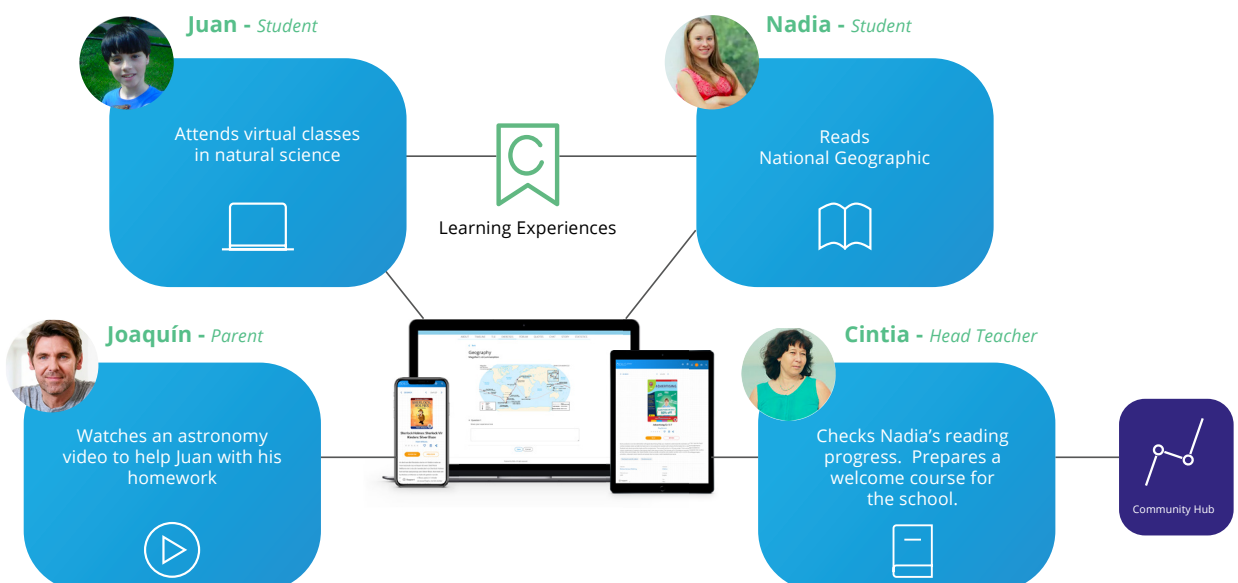 Juan - Student
Nadia - Student
Attends virtual classes
in natural science
Reads
National Geographic
Learning Experiences
Joaquín - Parent
Cintia - Head Teacher
Geography
Watches an astronomy
video to help Juan with his
homework
Checks Nadia's reading
progress.  Prepares a
welcome course for
the school.
Community Hub